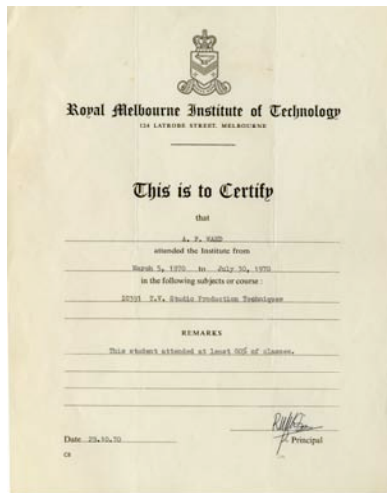 Royal Melbourne Institute of Technology
124 LATROBE STREET, MELBOURNE
This is to Certify
that
A. P. WARD
attended the Institute from
March 5, 1970 to July 30, 1970
in the following subjects or course :
T.V. Studio Production Techniques
REMARKS
This student attended at least 80% of classes.
Principal
Date 29.10.70